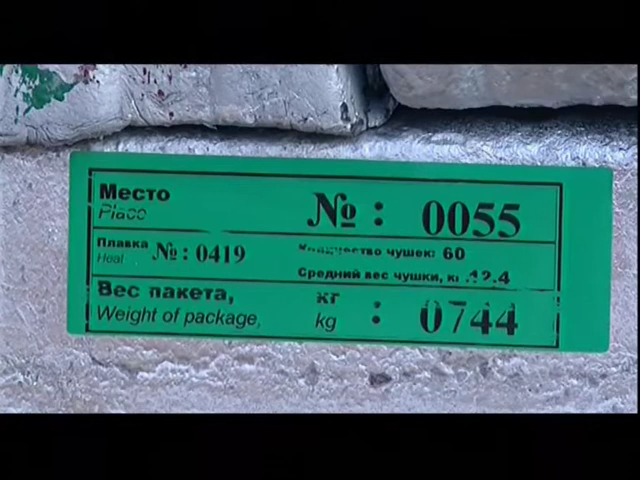 Место № : 0055
Place
Плавка № : 0419 Количество чушек: 60
Heat Средний вес чушки, кг .12.4
Вес пакета, кг : 0744
Weight of package, kg